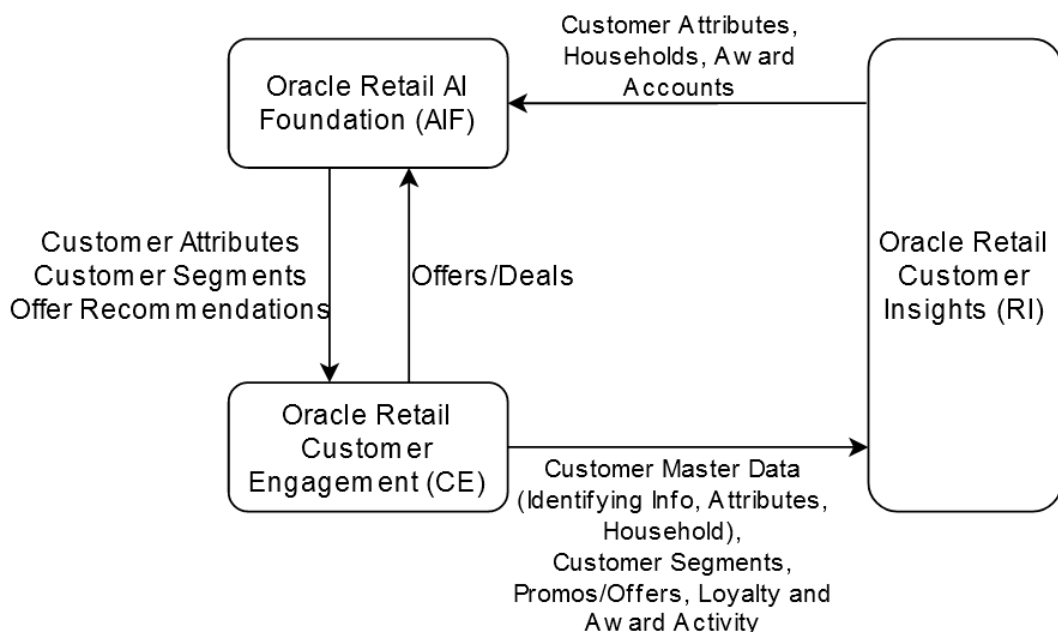 Customer Attributes,
Households, Award
Accounts
Oracle Retail AI
Foundation (AIF)
Oracle Retail
Customer
Insights (RI)
Customer Attributes
Customer Segments
Offer Recommendations
Offers/Deals
Oracle Retail
Customer
Engagement (CE)
Customer Master Data
(Identifying Info, Attributes,
Household),
Customer Segments,
Promos/Offers, Loyalty and
Award Activity